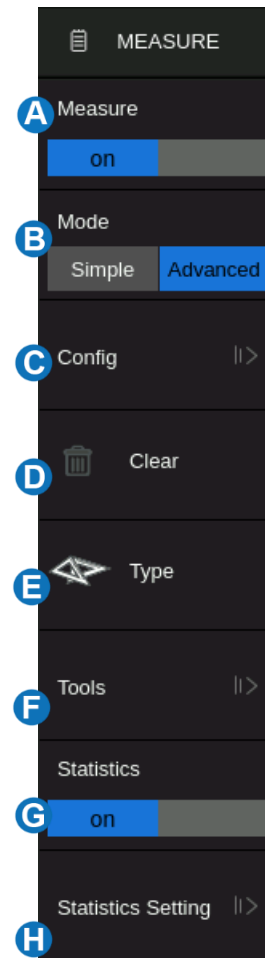 MEASURE
A
Measure
on
B
Mode
Simple Advanced
C
Config
D
Clear
E
Type
F
Tools
Statistics
G
on
Statistics Setting
H